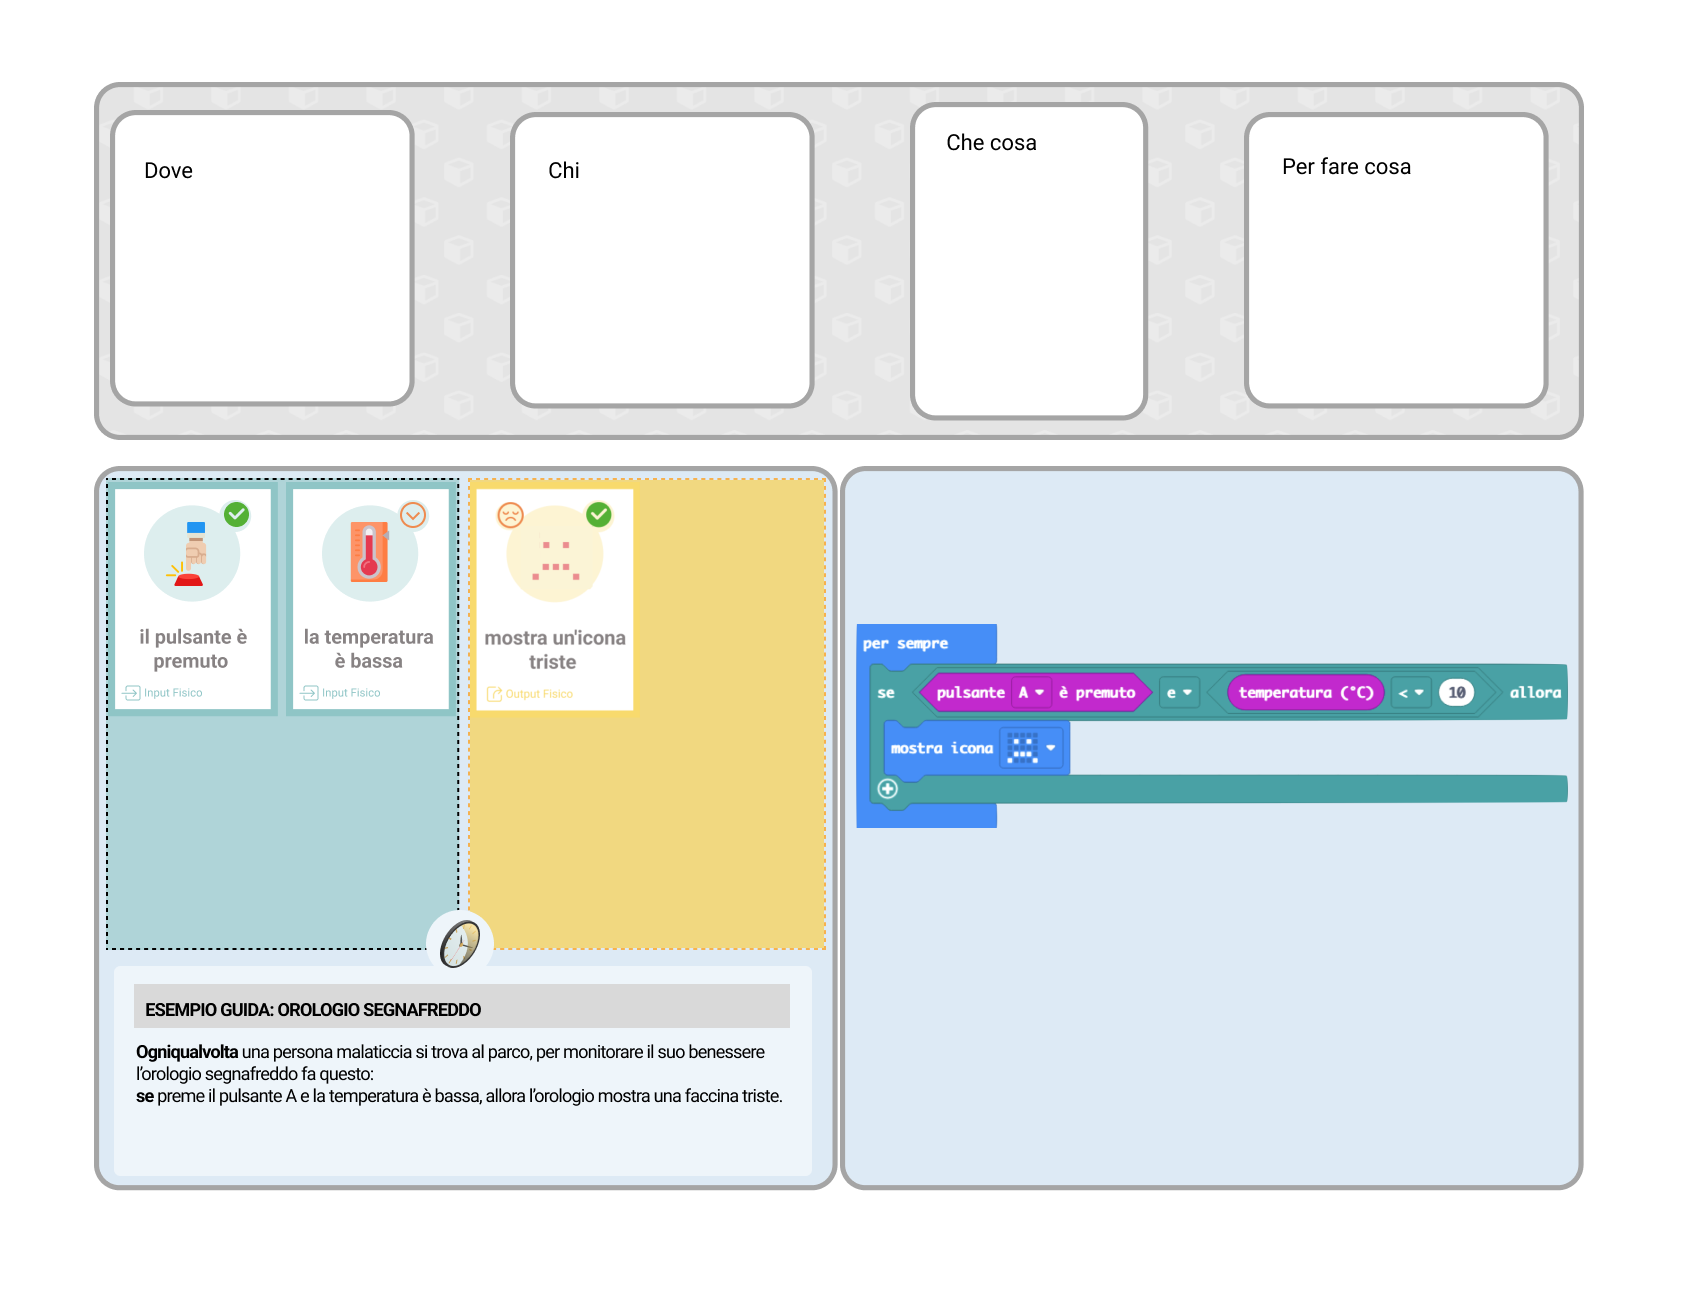 Dove
Chi
Che cosa
Per fare cosa
il pulsante è
premuto
Input Fisico
la temperatura
è bassa
Input Fisico
mostra un'icona
triste
Output Fisico
per sempre
se pulsante A è premuto e temperatura (°C) < 10 allora
mostra icona
ESEMPIO GUIDA: OROLOGIO SEGNAFREDDO
Ogniqualvolta una persona malaticcia si trova al parco, per monitorare il suo benessere
l'orologio segnafreddo fa questo:
se preme il pulsante A e la temperatura è bassa, allora l'orologio mostra una faccina triste.